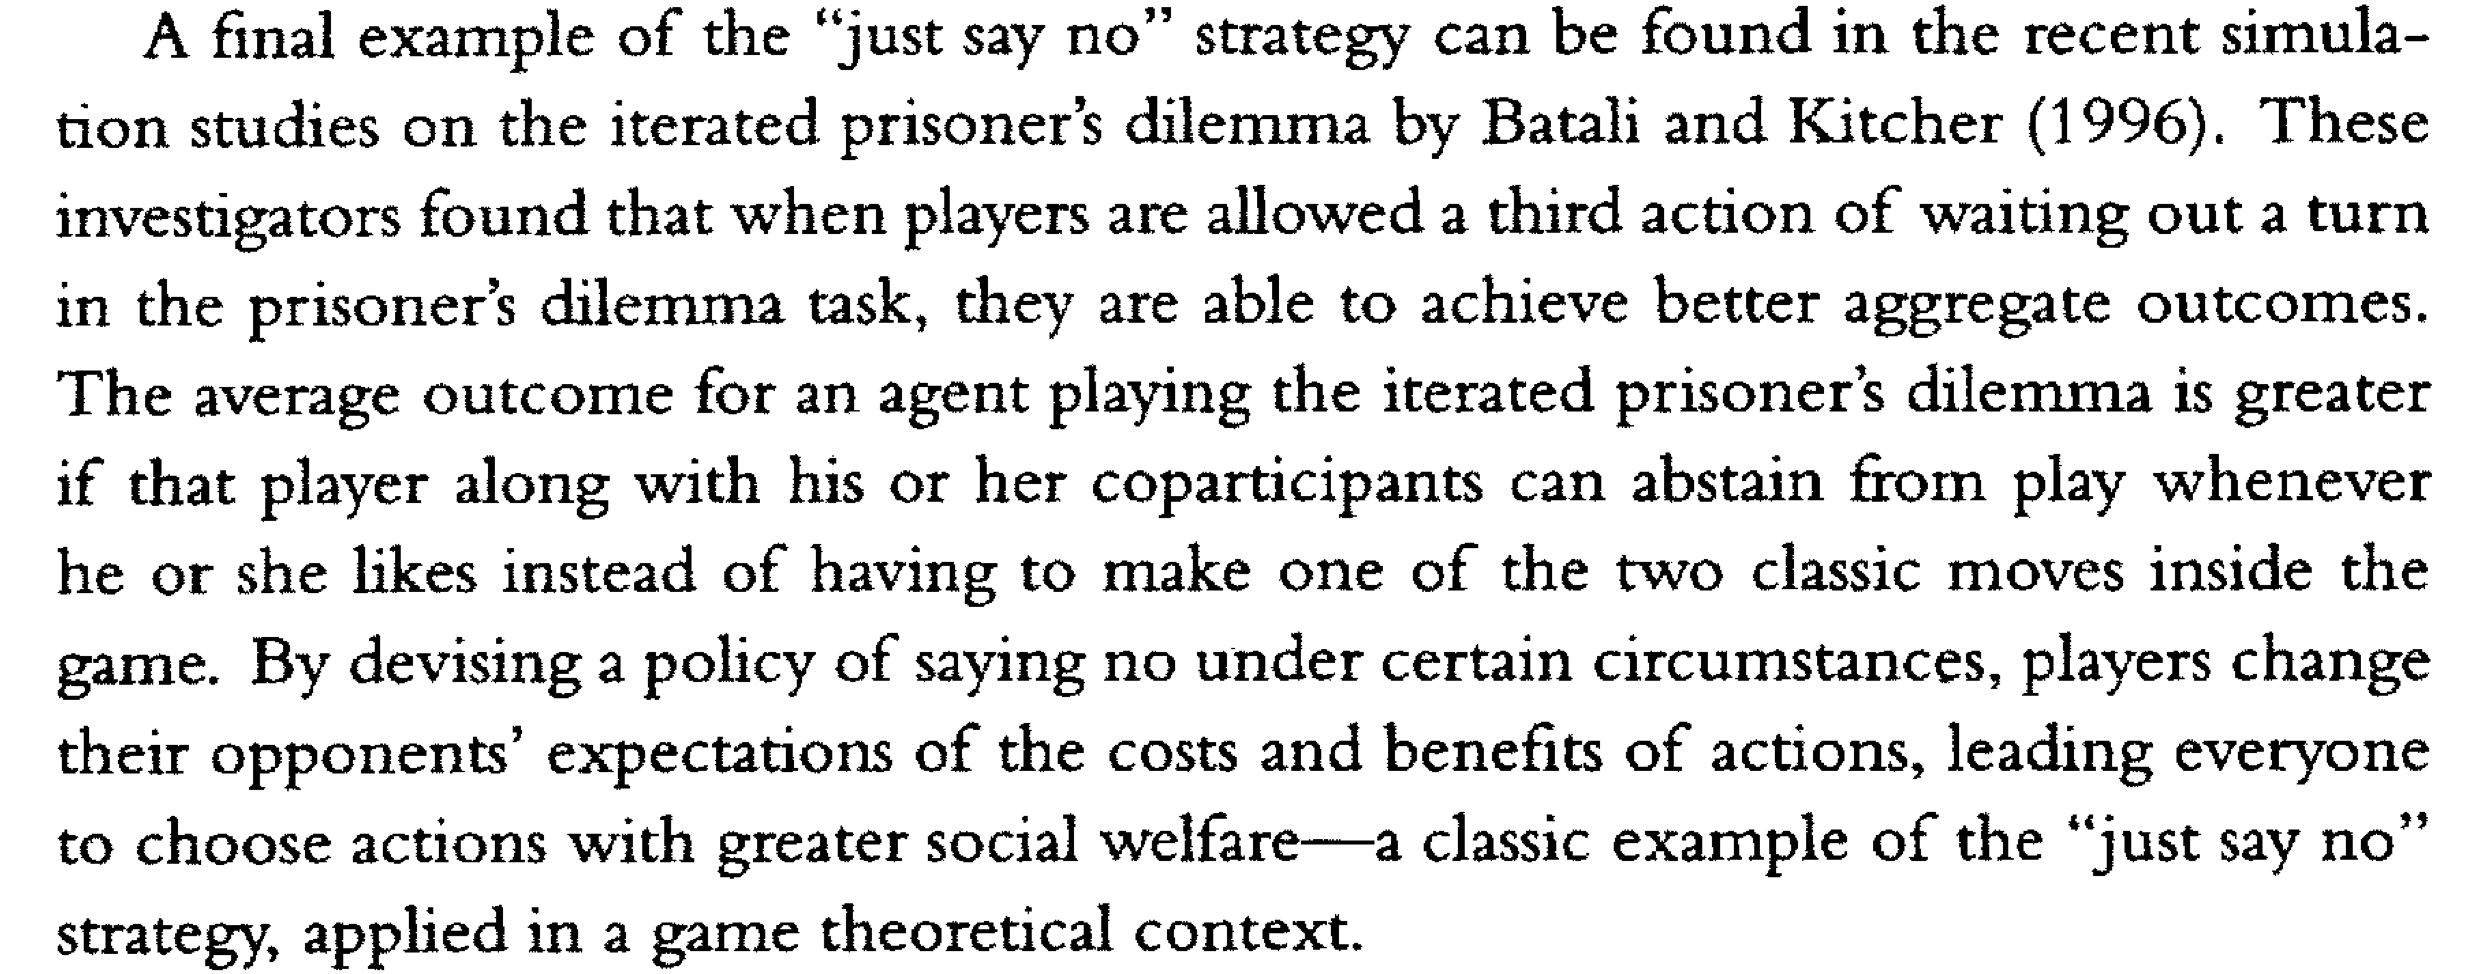 A final example of the “just say no” strategy can be found in the recent simula-
tion studies on the iterated prisoner’s dilemma by Batali and Kitcher (1996). These
investigators found that when players are allowed a third action of waiting out a turn
in the prisoner’s dilemma task, they are able to achieve better aggregate outcomes.
The average outcome for an agent playing the iterated prisoner’s dilemma is greater
if that player along with his or her coparticipants can abstain from play whenever
he or she likes instead of having to make one of the two classic moves inside the
game. By devising a policy of saying no under certain circumstances, players change
their opponents’ expectations of the costs and benefits of actions, leading everyone
to choose actions with greater social welfare—a classic example of the “just say no”
strategy, applied in a game theoretical context.